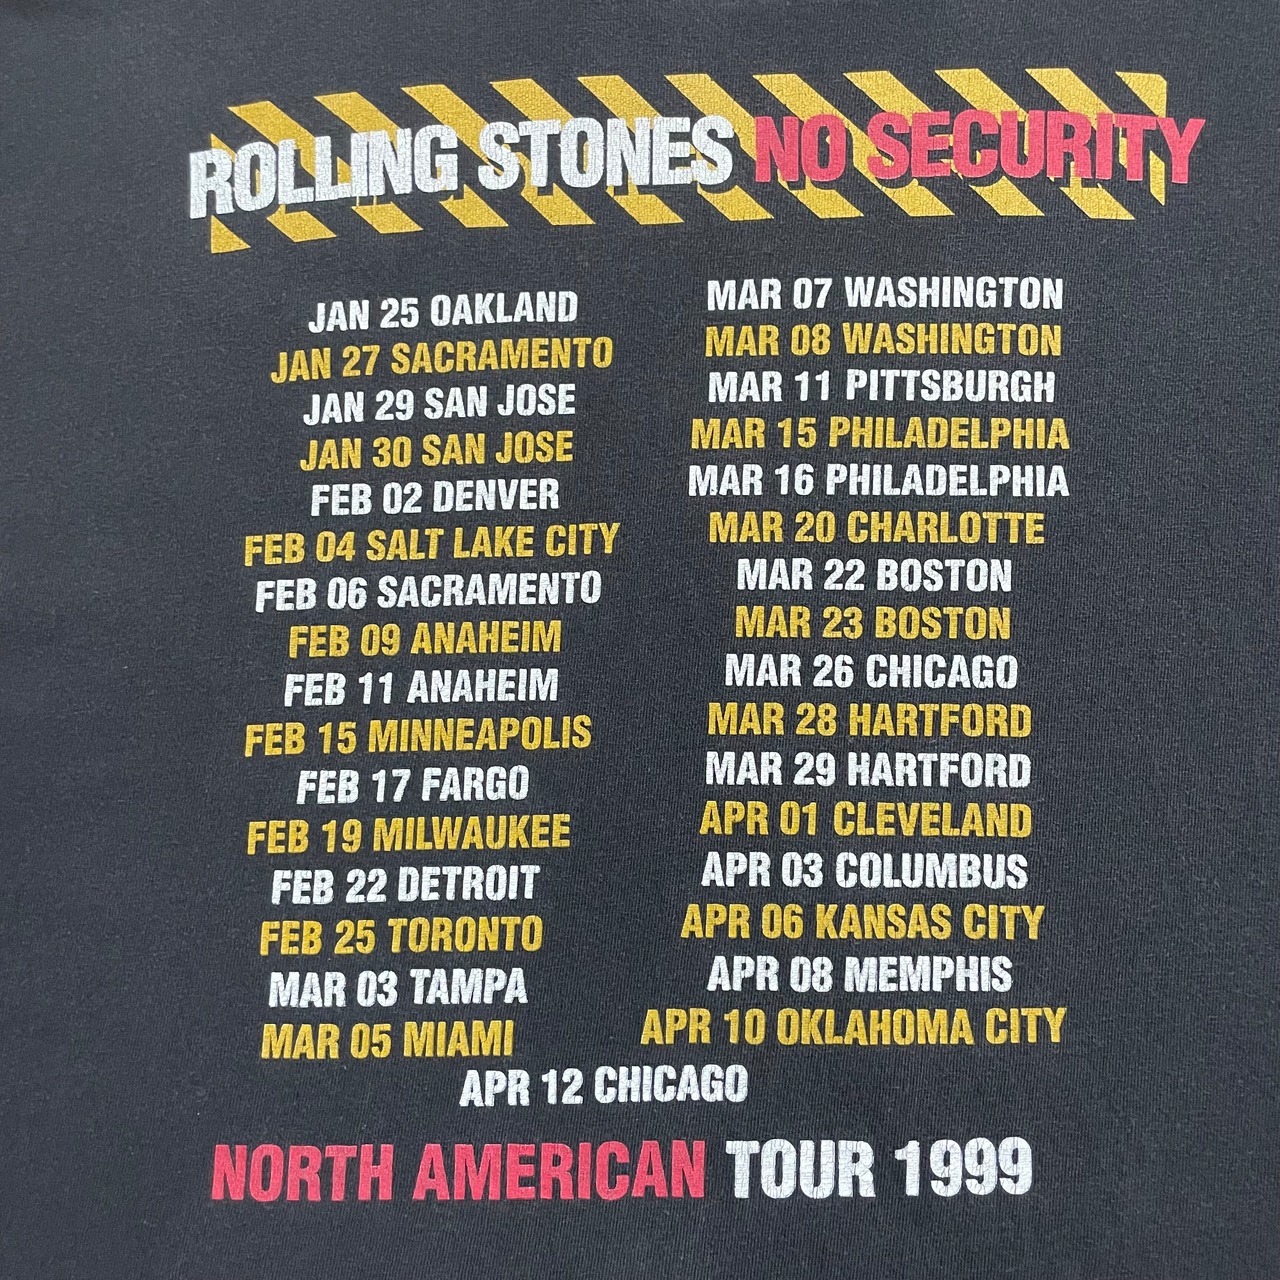 ROLLING STONES NO SECURITY
JAN 25 OAKLAND
JAN 27 SACRAMENTO
JAN 29 SAN JOSE
JAN 30 SAN JOSE
FEB 02 DENVER
FEB 04 SALT LAKE CITY
FEB 06 SACRAMENTO
FEB 09 ANAHEIM
FEB 11 ANAHEIM
FEB 15 MINNEAPOLIS
FEB 17 FARGO
FEB 19 MILWAUKEE
FEB 22 DETROIT
FEB 25 TORONTO
MAR 03 TAMPA
MAR 05 MIAMI
MAR 07 WASHINGTON
MAR 08 WASHINGTON
MAR 11 PITTSBURGH
MAR 15 PHILADELPHIA
MAR 16 PHILADELPHIA
MAR 20 CHARLOTTE
MAR 22 BOSTON
MAR 23 BOSTON
MAR 26 CHICAGO
MAR 28 HARTFORD
MAR 29 HARTFORD
APR 01 CLEVELAND
APR 03 COLUMBUS
APR 06 KANSAS CITY
APR 08 MEMPHIS
APR 10 OKLAHOMA CITY
APR 12 CHICAGO
NORTH AMERICAN TOUR 1999